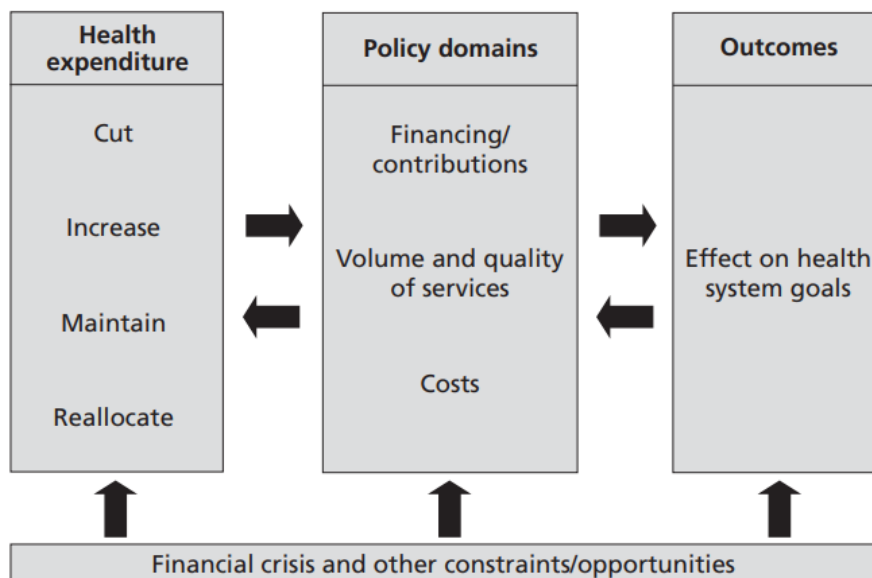 Health
expenditure
Cut
Increase
Maintain
Reallocate
Policy domains
Financing/
contributions
Volume and quality
of services
Costs
Outcomes
Effect on health
system goals
Financial crisis and other constraints/opportunities